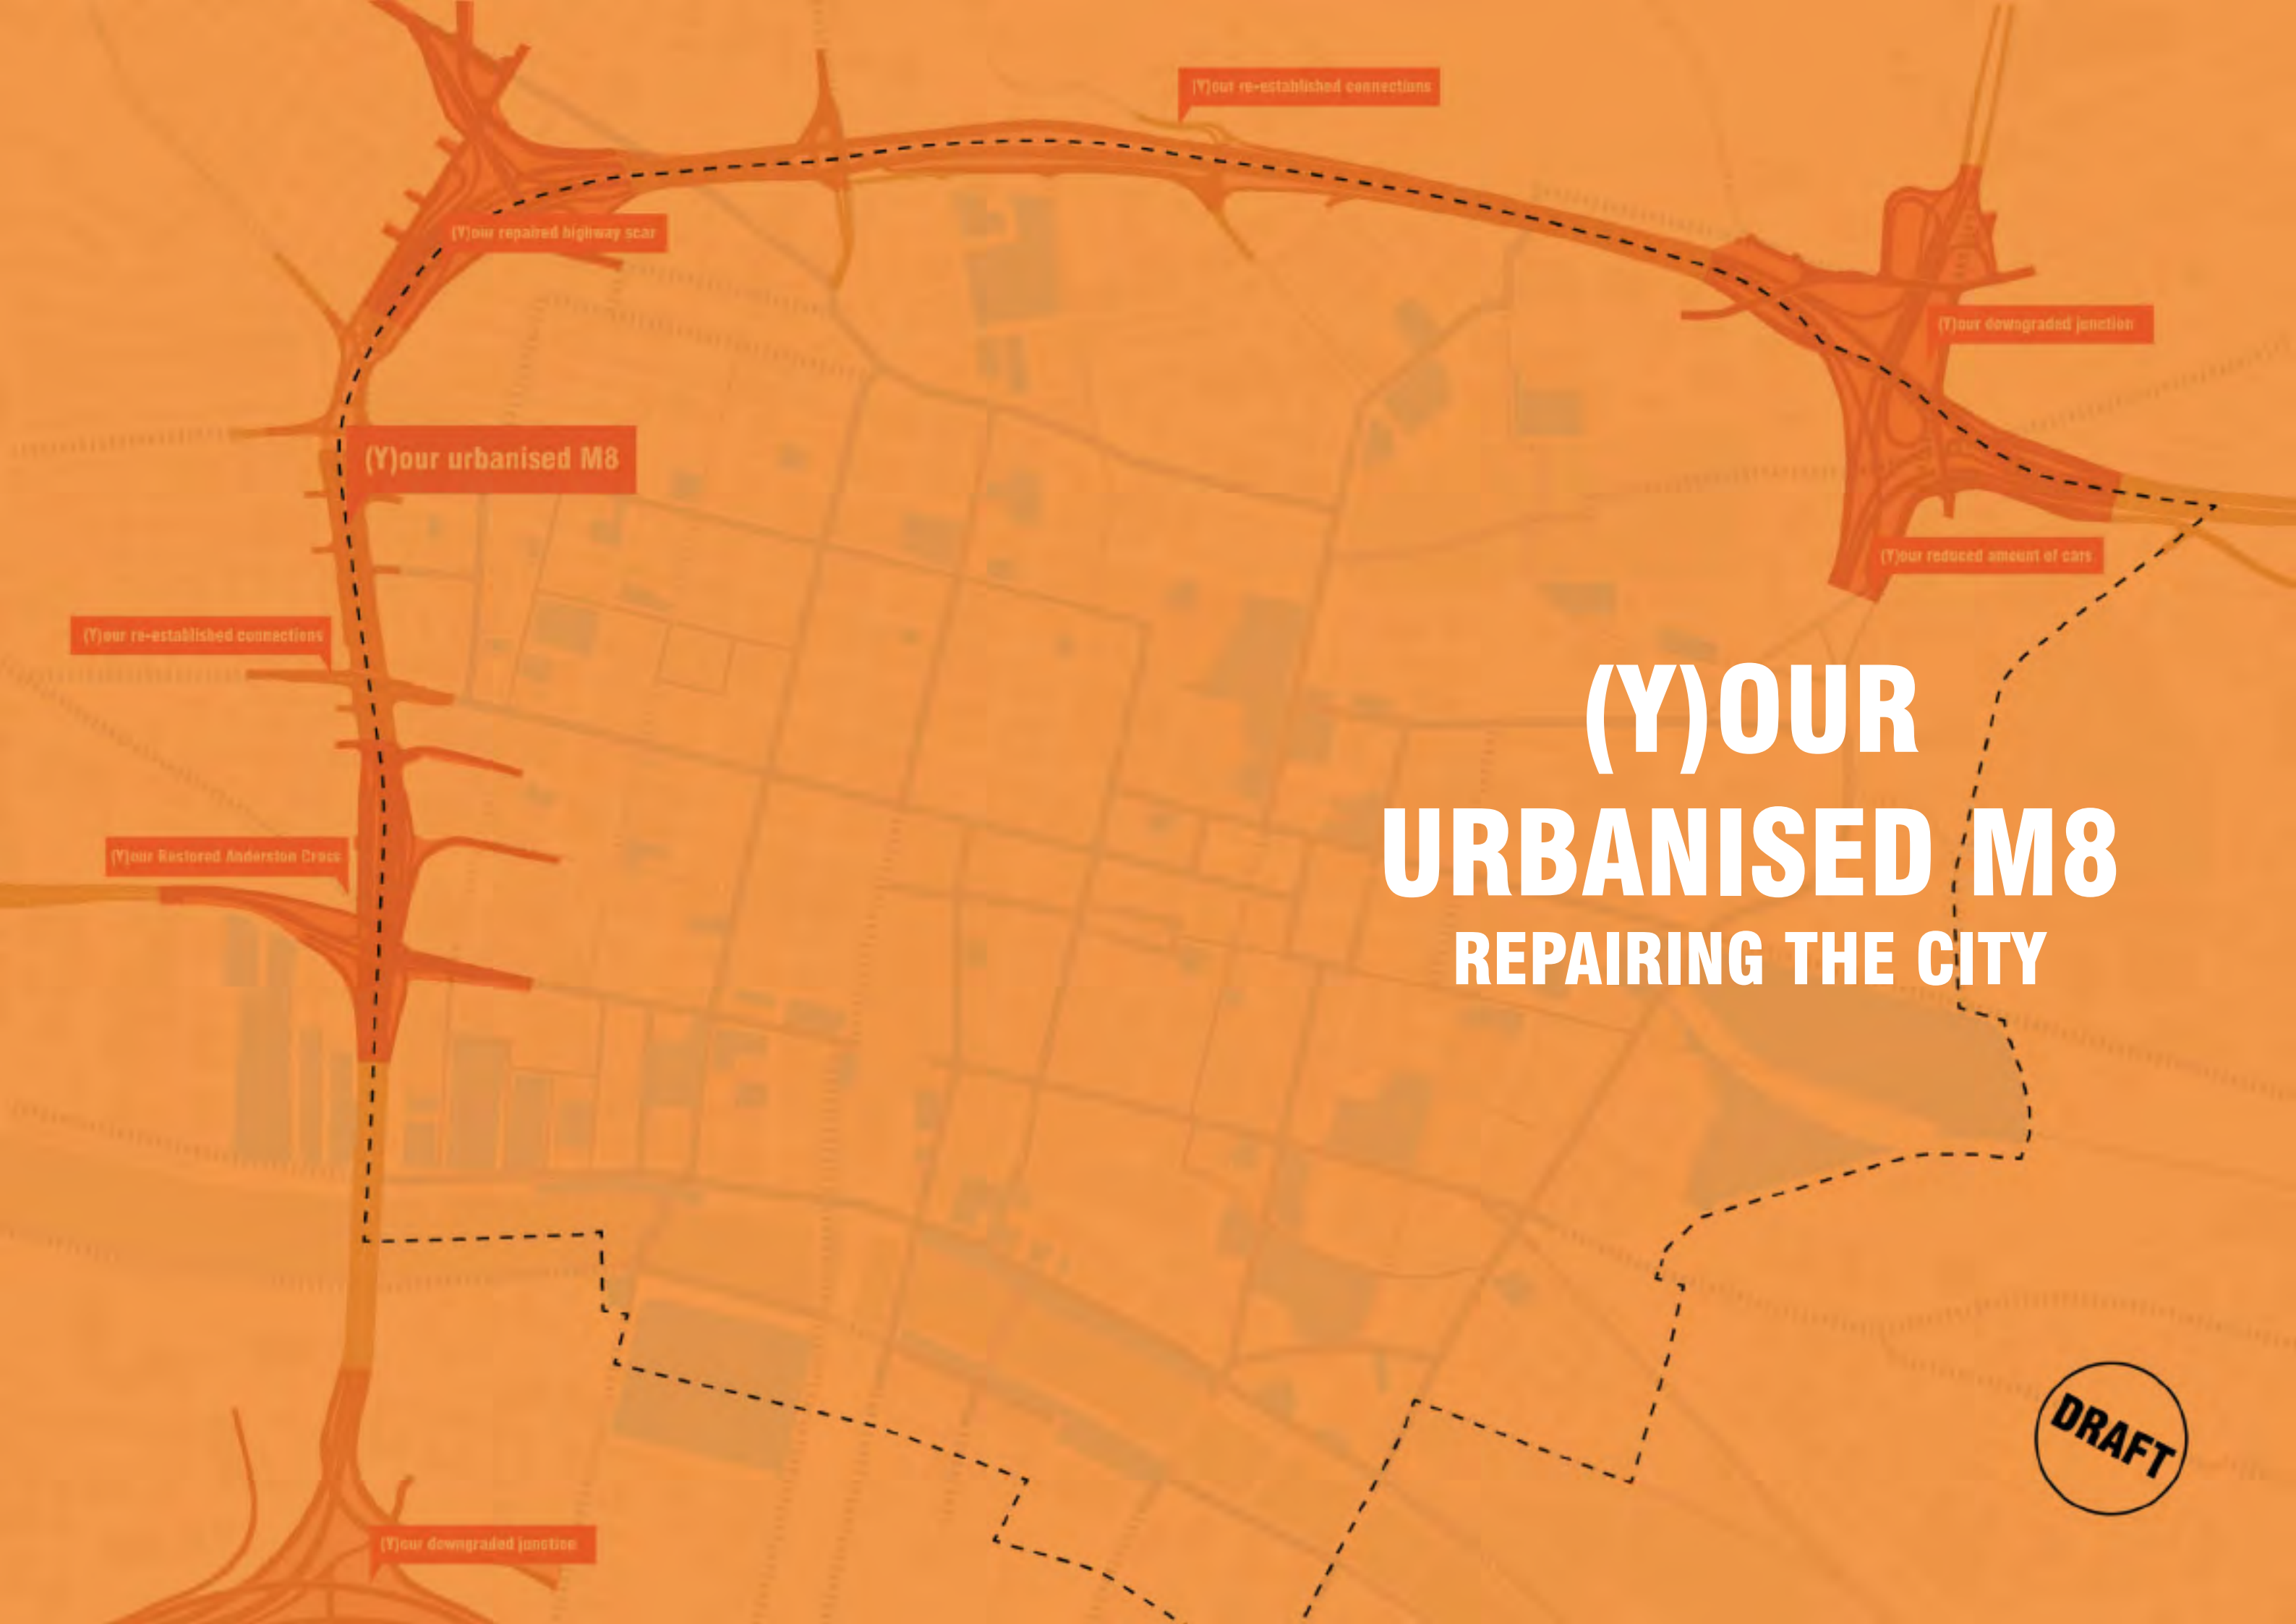 (Y)our re-established connections
(Y)our repaired highway scar
(Y)our downgraded junction
(Y)our urbanised M8
(Y)our reduced amount of cars
(Y)our re-established connections
(Y)OUR
URBANISED M8
REPAIRING THE CITY
(Y)our Restored Anderston Cross
DRAFT
(Y)our downgraded junction